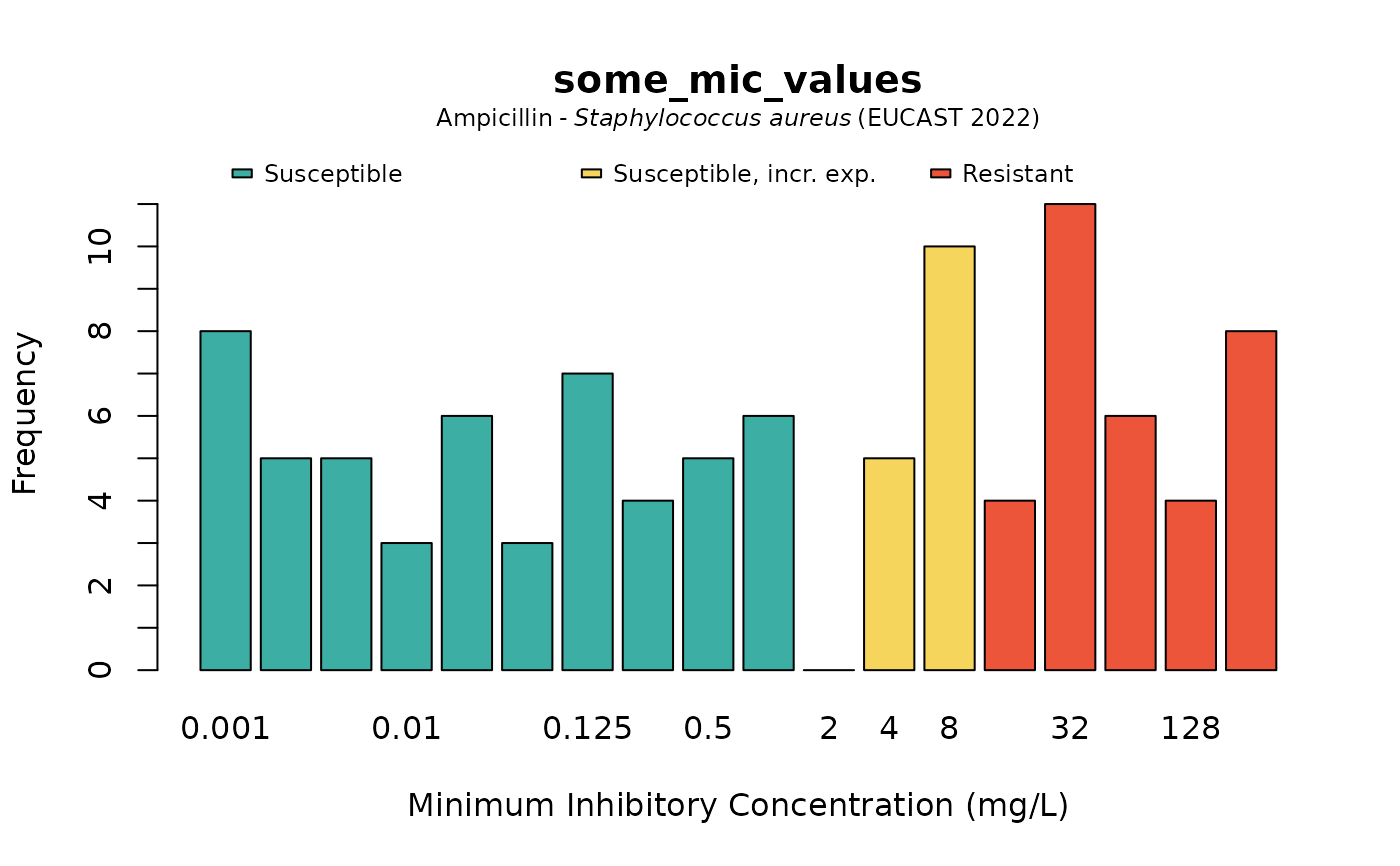 some_mic_values
Ampicillin - Staphylococcus aureus (EUCAST 2022)
Susceptible Susceptible, incr. exp. Resistant
Frequency
10
8
6
4
2
0
0.001 0.01 0.125 0.5 2 4 8 32 128
Minimum Inhibitory Concentration (mg/L)